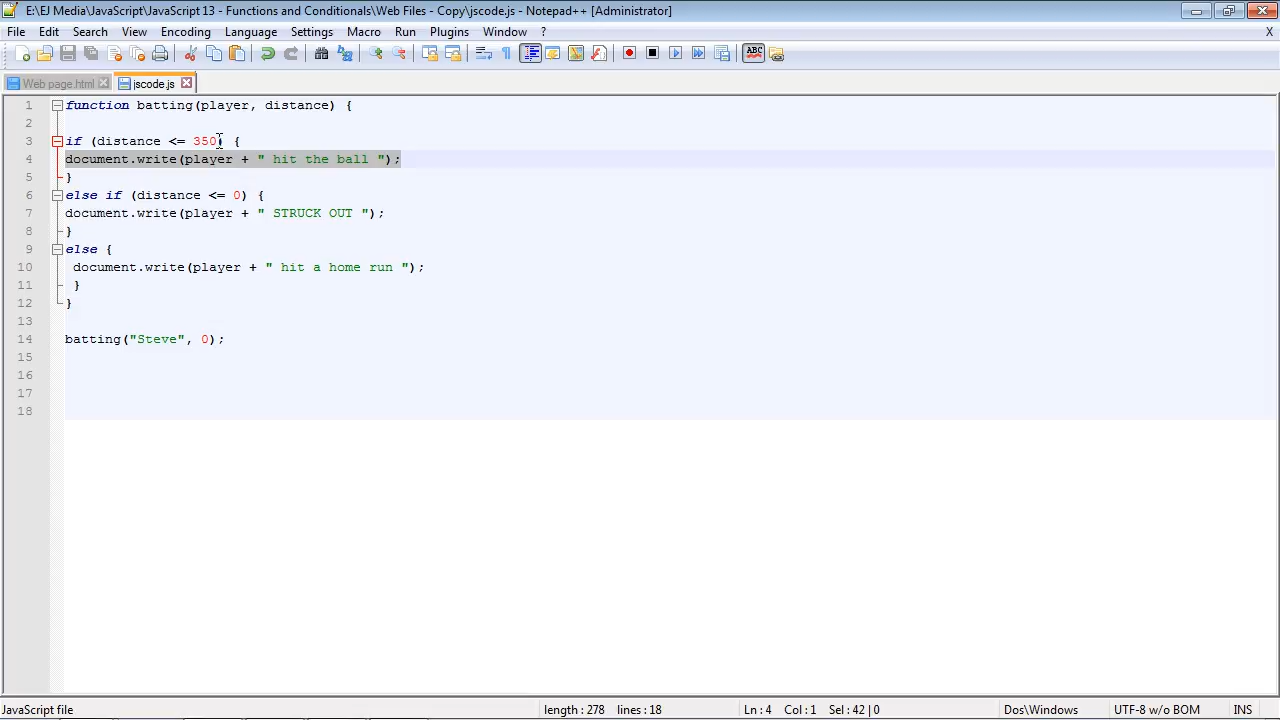 E:\EJ Media\JavaScript\JavaScript 13 - Functions and Conditionals\Web Files - Copy\jscode.js - Notepad++ [Administrator]
File Edit Search View Encoding Language Settings Macro Run Plugins Window ? X
ABC
Web page.html jscode.js
1 function batting(player, distance) {
2
3 if (distance <= 350) {
4 document.write(player + " hit the ball ");
5 }
6 else if (distance <= 0) {
7 document.write(player + " STRUCK OUT ");
8 }
9 else {
10 document.write(player + " hit a home run ");
11 }
12 }
13
14 batting("Steve", 0);
15
16
17
18
JavaScript file length : 278 lines : 18 Ln : 4 Col : 1 Sel : 42 | 0 Dos\Windows UTF-8 w/o BOM INS